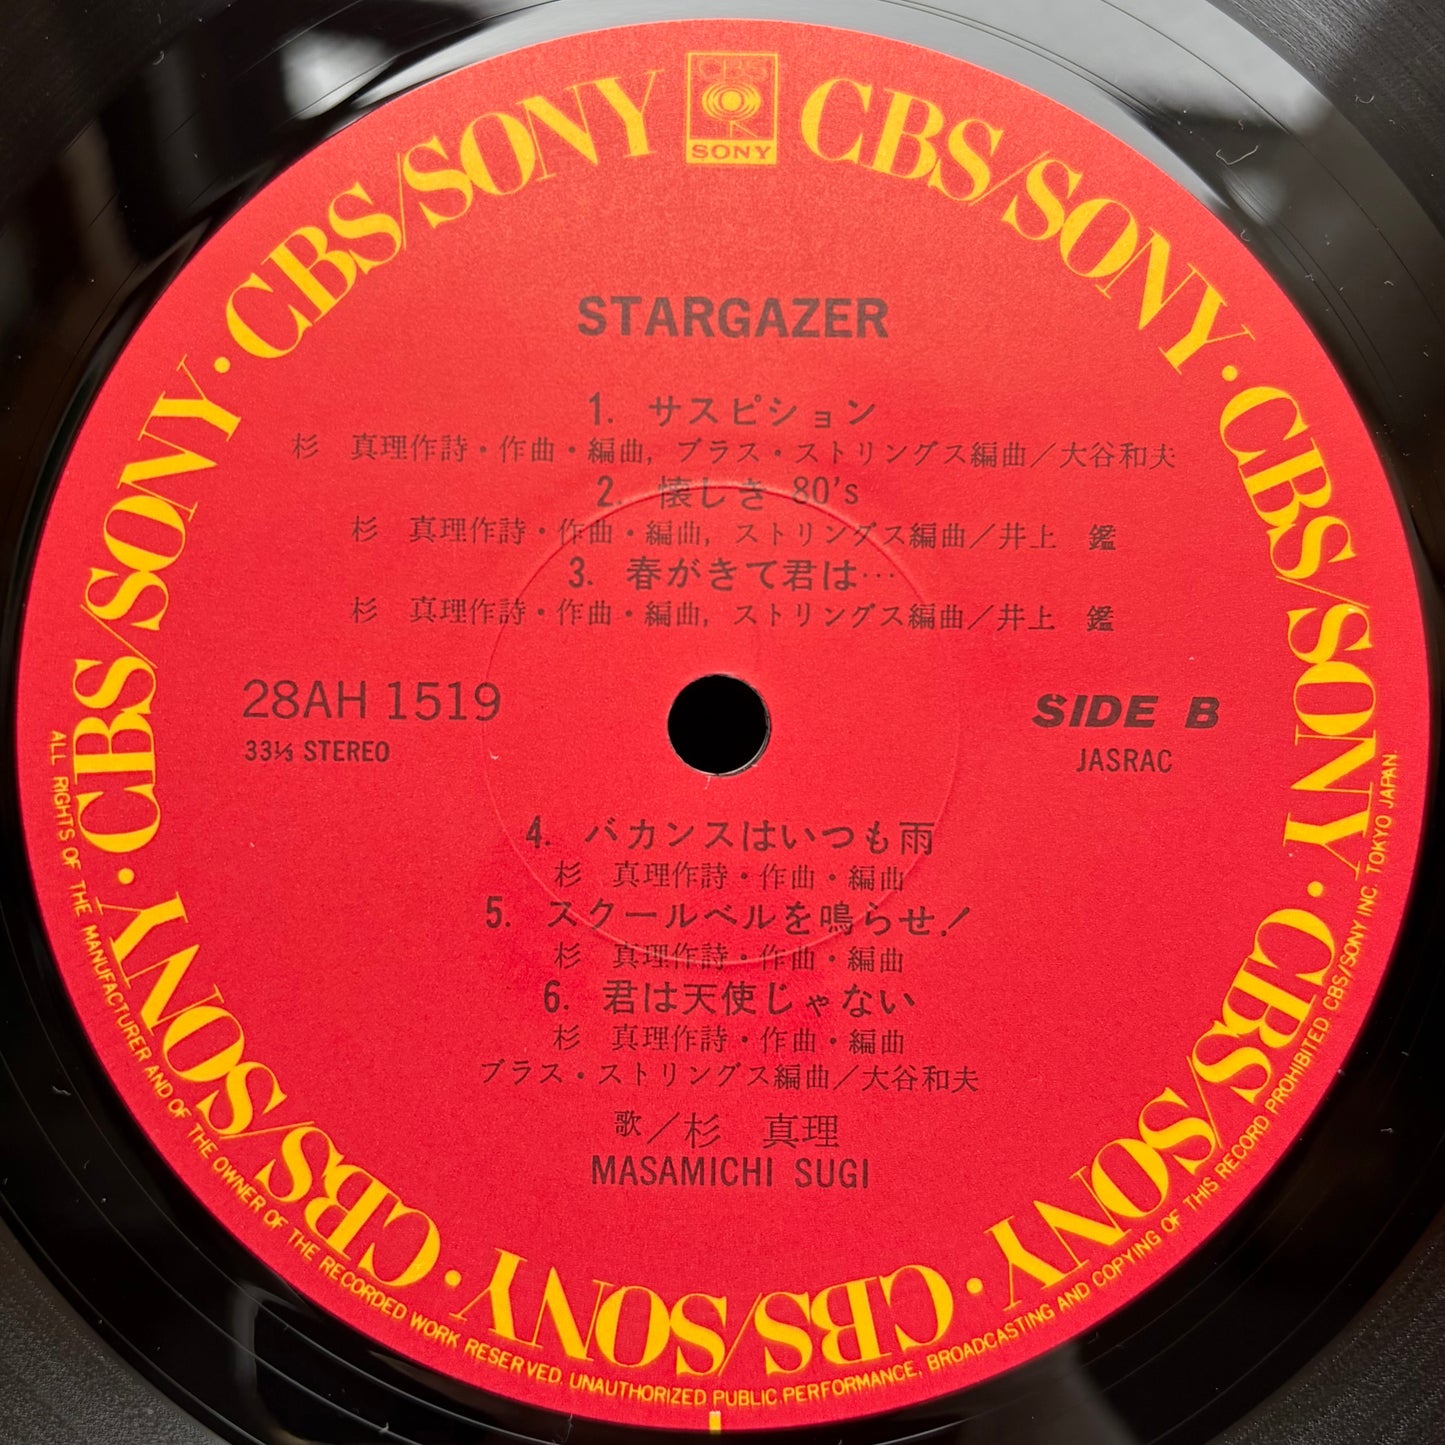 CBS
SONY
CBS/SONY · CBS/SONY · CBS/SONY · CBS/SONY · CBS/SONY · CBS/SONY · CBS/SONY · CBS/SONY · CBS/SONY
STARGAZER
1. サスピション
杉 真理作詩・作曲・編曲, ブラス・ストリングス編曲/大谷和夫
2. 懐しき 80's
杉 真理作詩・作曲・編曲, ストリングス編曲/井上 鑑
3. 春がきて君は…
杉 真理作詩・作曲・編曲, ストリングス編曲/井上 鑑
28AH 1519
33⅓ STEREO
SIDE B
JASRAC
4. バカンスはいつも雨
杉 真理作詩・作曲・編曲
5. スクールベルを鳴らせ!
杉 真理作詩・作曲・編曲
6. 君は天使じゃない
杉 真理作詩・作曲・編曲
ブラス・ストリングス編曲/大谷和夫
歌/杉 真理
MASAMICHI SUGI
ALL RIGHTS OF THE MANUFACTURER AND OF THE OWNER OF THE RECORDED WORK RESERVED. UNAUTHORIZED PUBLIC PERFORMANCE, BROADCASTING AND COPYING OF THIS RECORD PROHIBITED CBS/SONY INC. TOKYO JAPAN